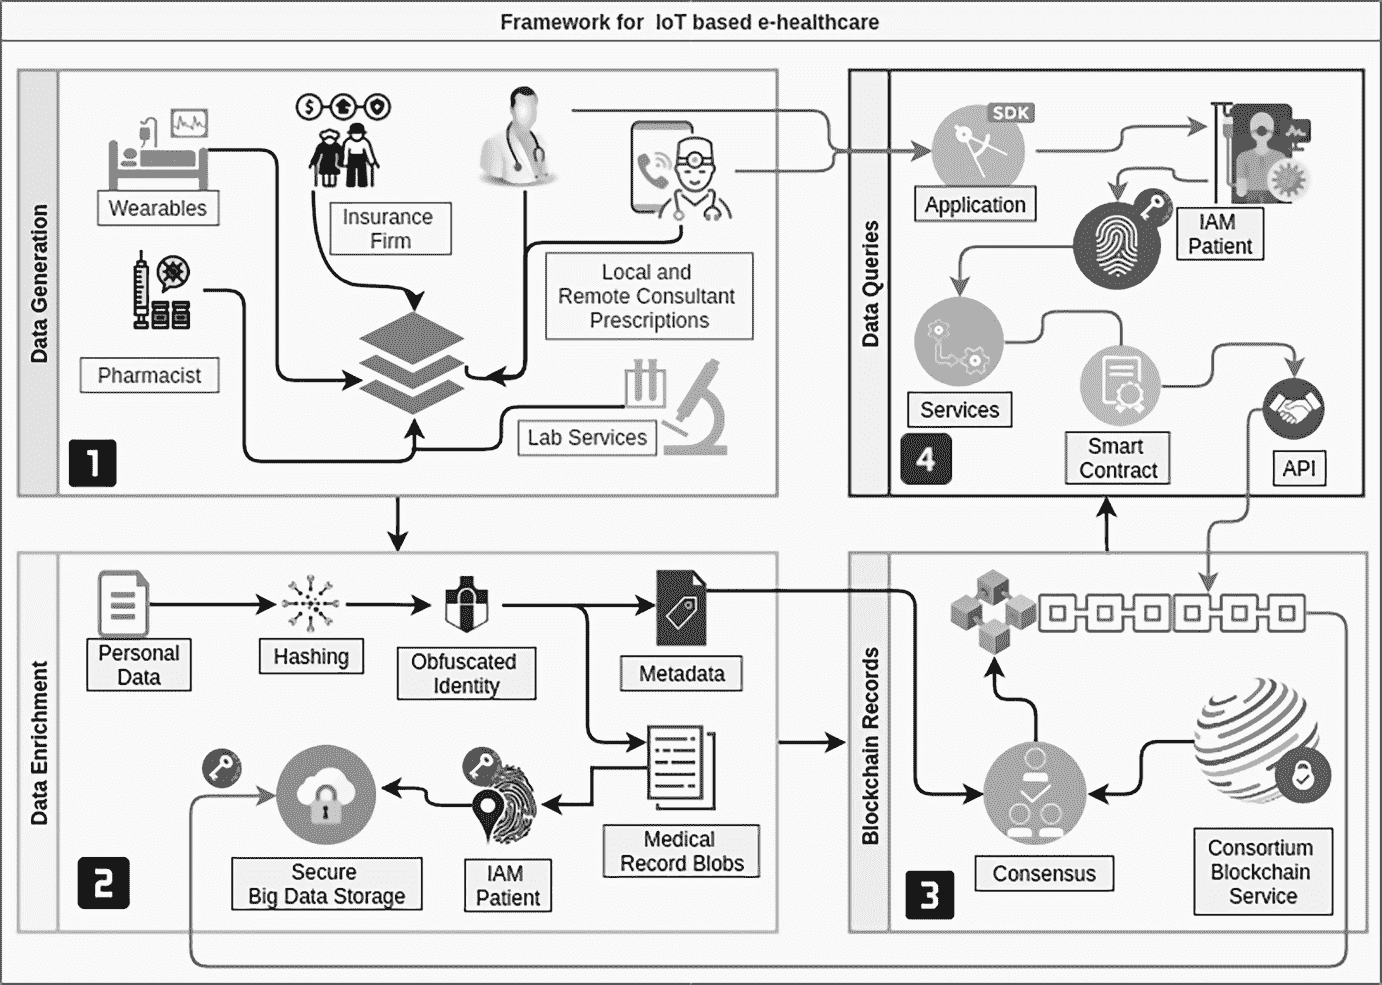 Framework for IoT based e-healthcare
Data Generation
Wearables
Insurance
Firm
$
Local and
Remote Consultant
Prescriptions
Pharmacist
Lab Services
1
Data Queries
SDK
Application
IAM
Patient
Services
Smart
Contract
API
4
Data Enrichment
Personal
Data
Hashing
Obfuscated
Identity
Metadata
Secure
Big Data Storage
IAM
Patient
Medical
Record Blobs
2
Blockchain Records
Consensus
Consortium
Blockchain
Service
3